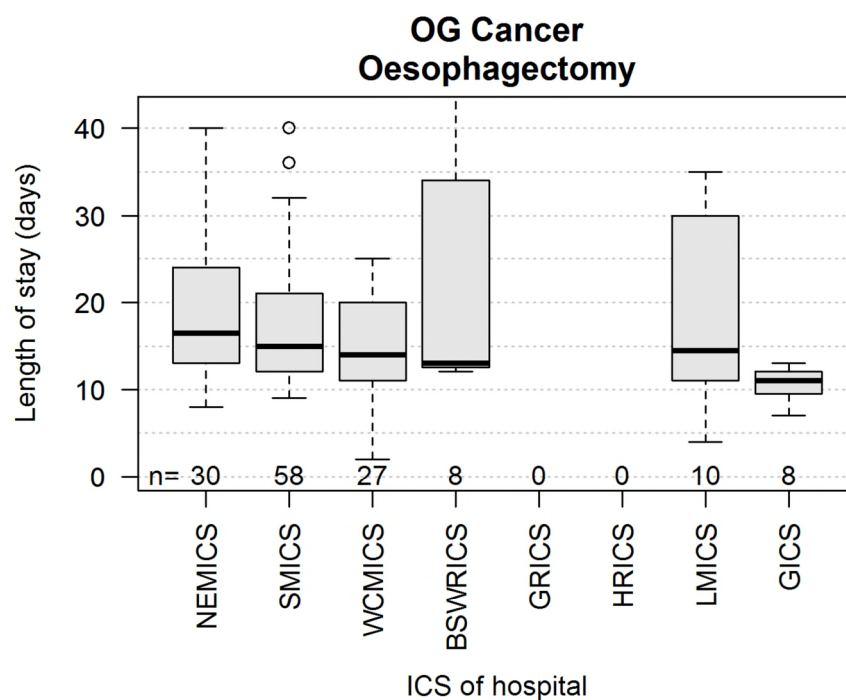 OG Cancer
Oesophagectomy
Length of stay (days)
40
30
20
10
0
n= 30 58 27 8 0 0 10 8
NEMICS SMICS WCMICS BSWRICS GRICS HRICS LMICS GICS
ICS of hospital